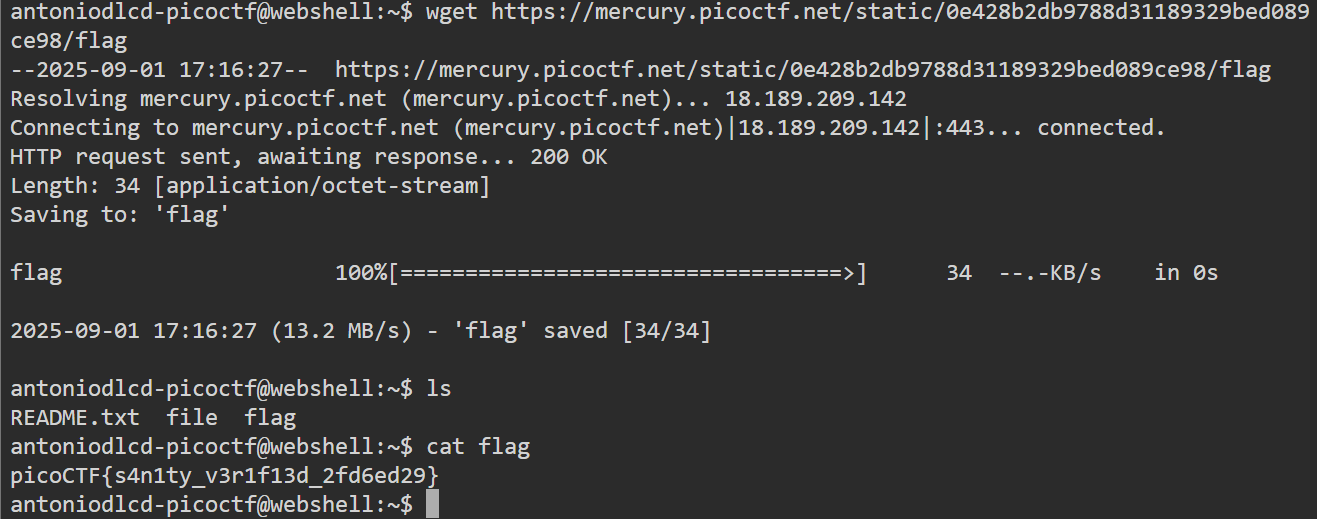 antoniodlcd-picoctf@webshell:~$ wget https://mercury.picoctf.net/static/0e428b2db9788d31189329bed089
ce98/flag
--2025-09-01 17:16:27--  https://mercury.picoctf.net/static/0e428b2db9788d31189329bed089ce98/flag
Resolving mercury.picoctf.net (mercury.picoctf.net)... 18.189.209.142
Connecting to mercury.picoctf.net (mercury.picoctf.net)|18.189.209.142|:443... connected.
HTTP request sent, awaiting response... 200 OK
Length: 34 [application/octet-stream]
Saving to: 'flag'
flag                         100%[==================================>]      34  --.-KB/s    in 0s
2025-09-01 17:16:27 (13.2 MB/s) - 'flag' saved [34/34]
antoniodlcd-picoctf@webshell:~$ ls
README.txt  file  flag
antoniodlcd-picoctf@webshell:~$ cat flag
picoCTF{s4n1ty_v3r1f13d_2fd6ed29}
antoniodlcd-picoctf@webshell:~$